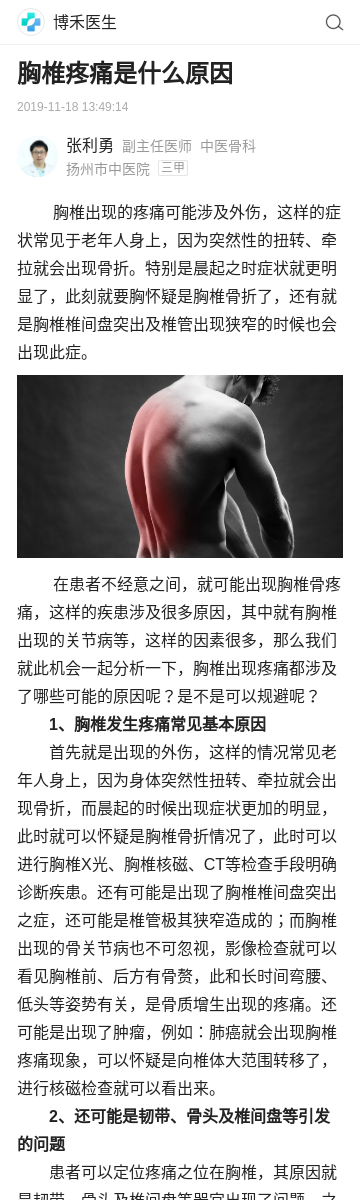 博禾医生
胸椎疼痛是什么原因
2019-11-18 13:49:14
张利勇 副主任医师 中医骨科
扬州市中医院 三甲
胸椎出现的疼痛可能涉及外伤，这样的症
状常见于老年人身上，因为突然性的扭转、牵
拉就会出现骨折。特别是晨起之时症状就更明
显了，此刻就要胸怀疑是胸椎骨折了，还有就
是胸椎椎间盘突出及椎管出现狭窄的时候也会
出现此症。
在患者不经意之间，就可能出现胸椎骨疼
痛，这样的疾患涉及很多原因，其中就有胸椎
出现的关节病等，这样的因素很多，那么我们
就此机会一起分析一下，胸椎出现疼痛都涉及
了哪些可能的原因呢？是不是可以规避呢？
1、胸椎发生疼痛常见基本原因
首先就是出现的外伤，这样的情况常见老
年人身上，因为身体突然性扭转、牵拉就会出
现骨折，而晨起的时候出现症状更加的明显，
此时就可以怀疑是胸椎骨折情况了，此时可以
进行胸椎X光、胸椎核磁、CT等检查手段明确
诊断疾患。还有可能是出现了胸椎椎间盘突出
之症，还可能是椎管极其狭窄造成的；而胸椎
出现的骨关节病也不可忽视，影像检查就可以
看见胸椎前、后方有骨赘，此和长时间弯腰、
低头等姿势有关，是骨质增生出现的疼痛。还
可能是出现了肿瘤，例如：肺癌就会出现胸椎
疼痛现象，可以怀疑是向椎体大范围转移了，
进行核磁检查就可以看出来。
2、还可能是韧带、骨头及椎间盘等引发
的问题
患者可以定位疼痛之位在胸椎，其原因就
是韧带、骨头及椎间盘等器官出现了问题，之